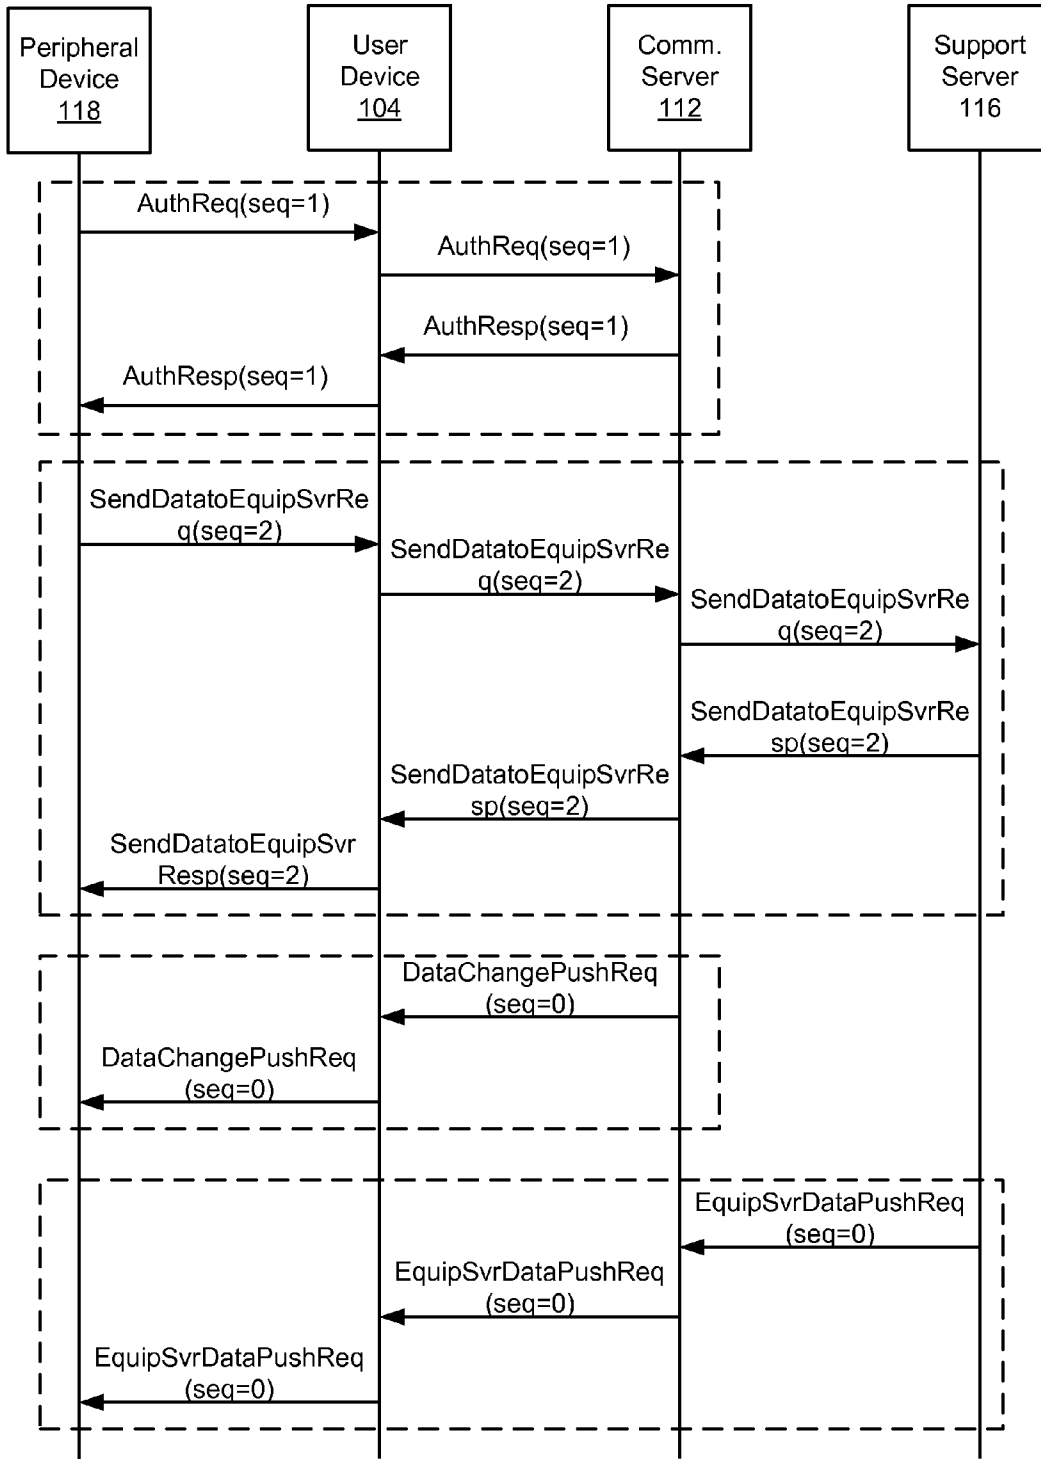 Peripheral
Device
118
User
Device
104
Comm.
Server
112
Support
Server
116
AuthReq(seq=1)
AuthReq(seq=1)
AuthResp(seq=1)
AuthResp(seq=1)
SendDatatoEquipSvrRe
q(seq=2)
SendDatatoEquipSvrRe
q(seq=2)
SendDatatoEquipSvrRe
q(seq=2)
SendDatatoEquipSvrRe
sp(seq=2)
SendDatatoEquipSvrRe
sp(seq=2)
SendDatatoEquipSvr
Resp(seq=2)
DataChangePushReq
(seq=0)
DataChangePushReq
(seq=0)
EquipSvrDataPushReq
(seq=0)
EquipSvrDataPushReq
(seq=0)
EquipSvrDataPushReq
(seq=0)